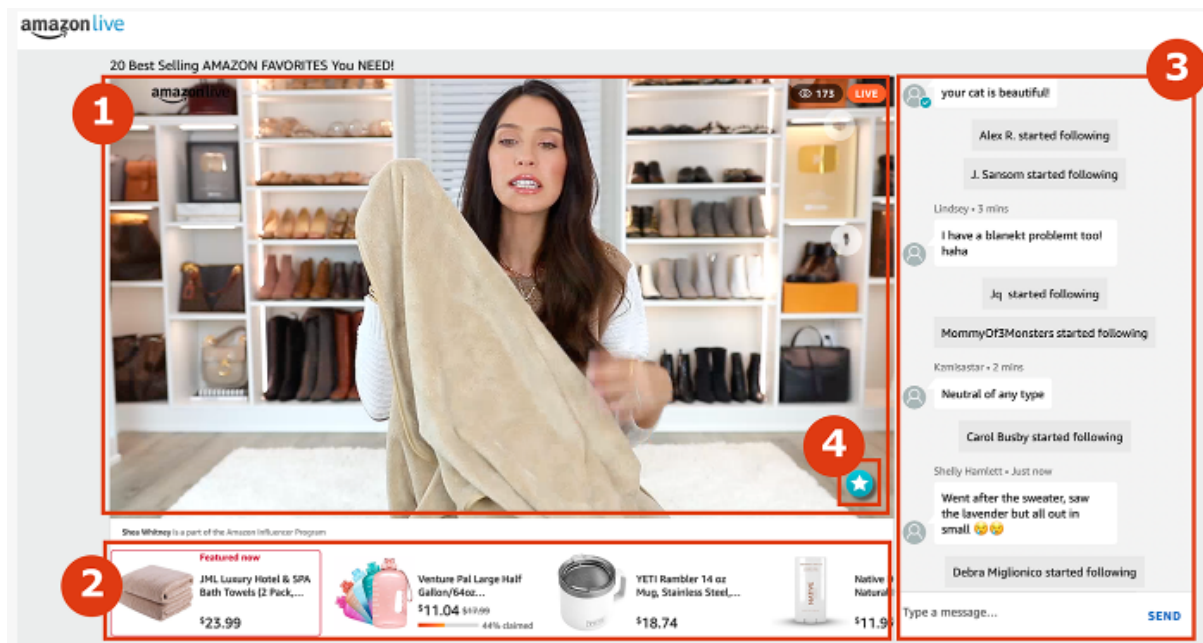 amazonlive
20 Best Selling AMAZON FAVORITES You NEED!
1
amazonlive
173
LIVE
4
Shea Whitney is a part of the Amazon Influencer Program
2
Featured now
JML Luxury Hotel & SPA
Bath Towels (2 Pack,...
$23.99
Venture Pal Large Half
Gallon/64oz...
$11.04 $17.99
44% claimed
YETI Rambler 14 oz
Mug, Stainless Steel,...
$18.74
Native
Natural
$11.9
3
your cat is beautiful!
Alex R. started following
J. Sansom started following
Lindsey • 3 mins
I have a blanekt problemt too!
haha
Jq started following
MommyOf3Monsters started following
Kamisastar • 2 mins
Neutral of any type
Carol Busby started following
Shelly Hamlett • Just now
Went after the sweater, saw
the lavender but all out in
small 😢😢
Debra Miglionico started following
Type a message...
SEND